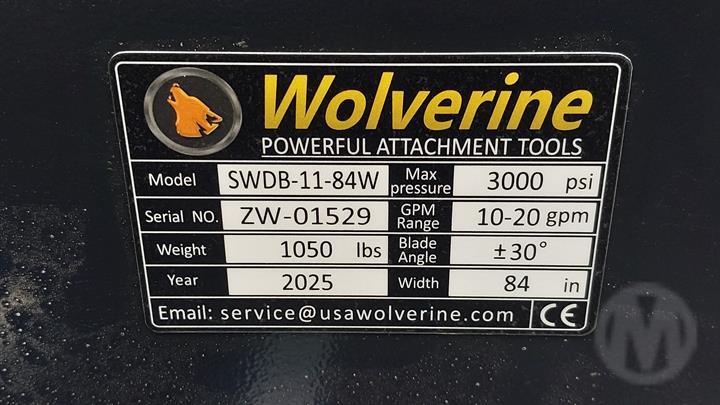 Wolverine
POWERFUL ATTACHMENT TOOLS
Model SWDB-11-84W Max pressure 3000 psi
Serial NO. ZW-01529 GPM Range 10-20 gpm
Weight 1050 lbs Blade Angle ±30°
Year 2025 Width 84 in
Email: service@usawolverine.com CE
M